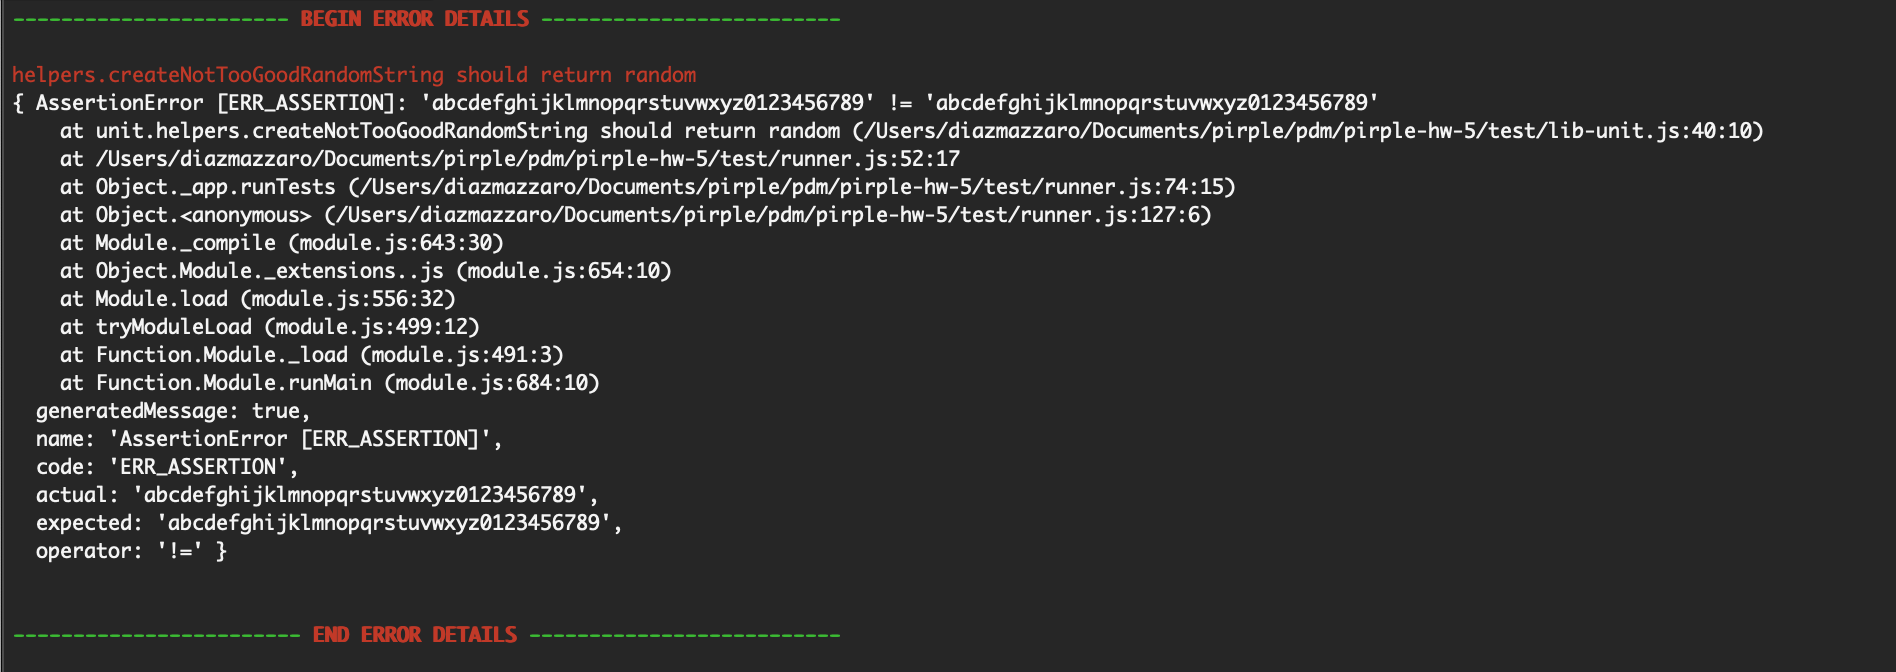 ----------------------- BEGIN ERROR DETAILS -------------------------
helpers.createNotTooGoodRandomString should return random
{ AssertionError [ERR_ASSERTION]: 'abcdefghijklmnopqrstuvwxyz0123456789' != 'abcdefghijklmnopqrstuvwxyz0123456789'
    at unit.helpers.createNotTooGoodRandomString should return random (/Users/diazmazzaro/Documents/pirple/pdm/pirple-hw-5/test/lib-unit.js:40:10)
    at /Users/diazmazzaro/Documents/pirple/pdm/pirple-hw-5/test/runner.js:52:17
    at Object._app.runTests (/Users/diazmazzaro/Documents/pirple/pdm/pirple-hw-5/test/runner.js:74:15)
    at Object.<anonymous> (/Users/diazmazzaro/Documents/pirple/pdm/pirple-hw-5/test/runner.js:127:6)
    at Module._compile (module.js:643:30)
    at Object.Module._extensions..js (module.js:654:10)
    at Module.load (module.js:556:32)
    at tryModuleLoad (module.js:499:12)
    at Function.Module._load (module.js:491:3)
    at Function.Module.runMain (module.js:684:10)
  generatedMessage: true,
  name: 'AssertionError [ERR_ASSERTION]',
  code: 'ERR_ASSERTION',
  actual: 'abcdefghijklmnopqrstuvwxyz0123456789',
  expected: 'abcdefghijklmnopqrstuvwxyz0123456789',
  operator: '!=' }
------------------------ END ERROR DETAILS --------------------------